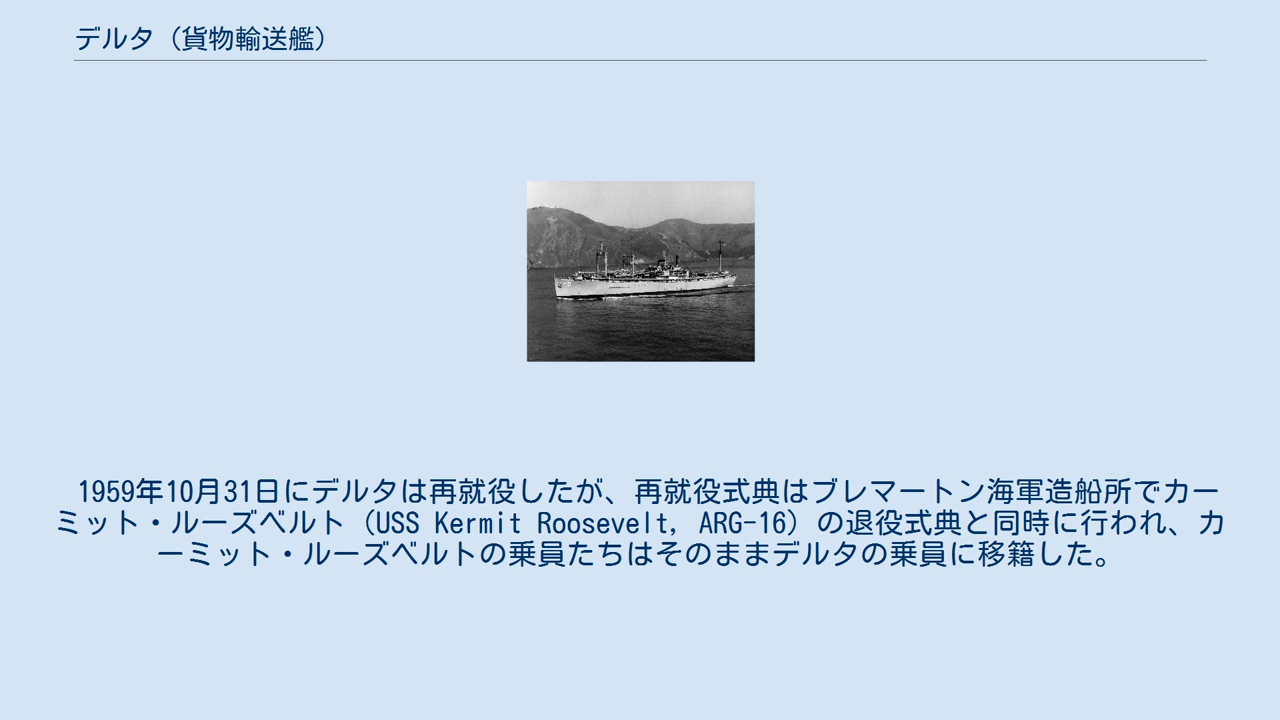 デルタ（貨物輸送艦）
1959年10月31日にデルタは再就役したが、再就役式典はブレマートン海軍造船所でカー
ミット・ルーズベルト（USS Kermit Roosevelt, ARG-16）の退役式典と同時に行われ、カ
ーミット・ルーズベルトの乗員たちはそのままデルタの乗員に移籍した。